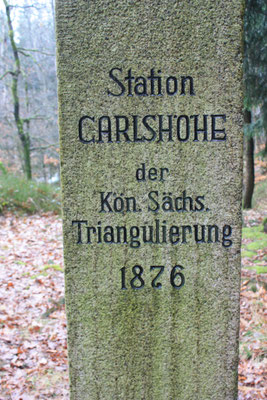 Station
CARLSHÖHE
der
Kön. Sächs.
Triangulierung
1876